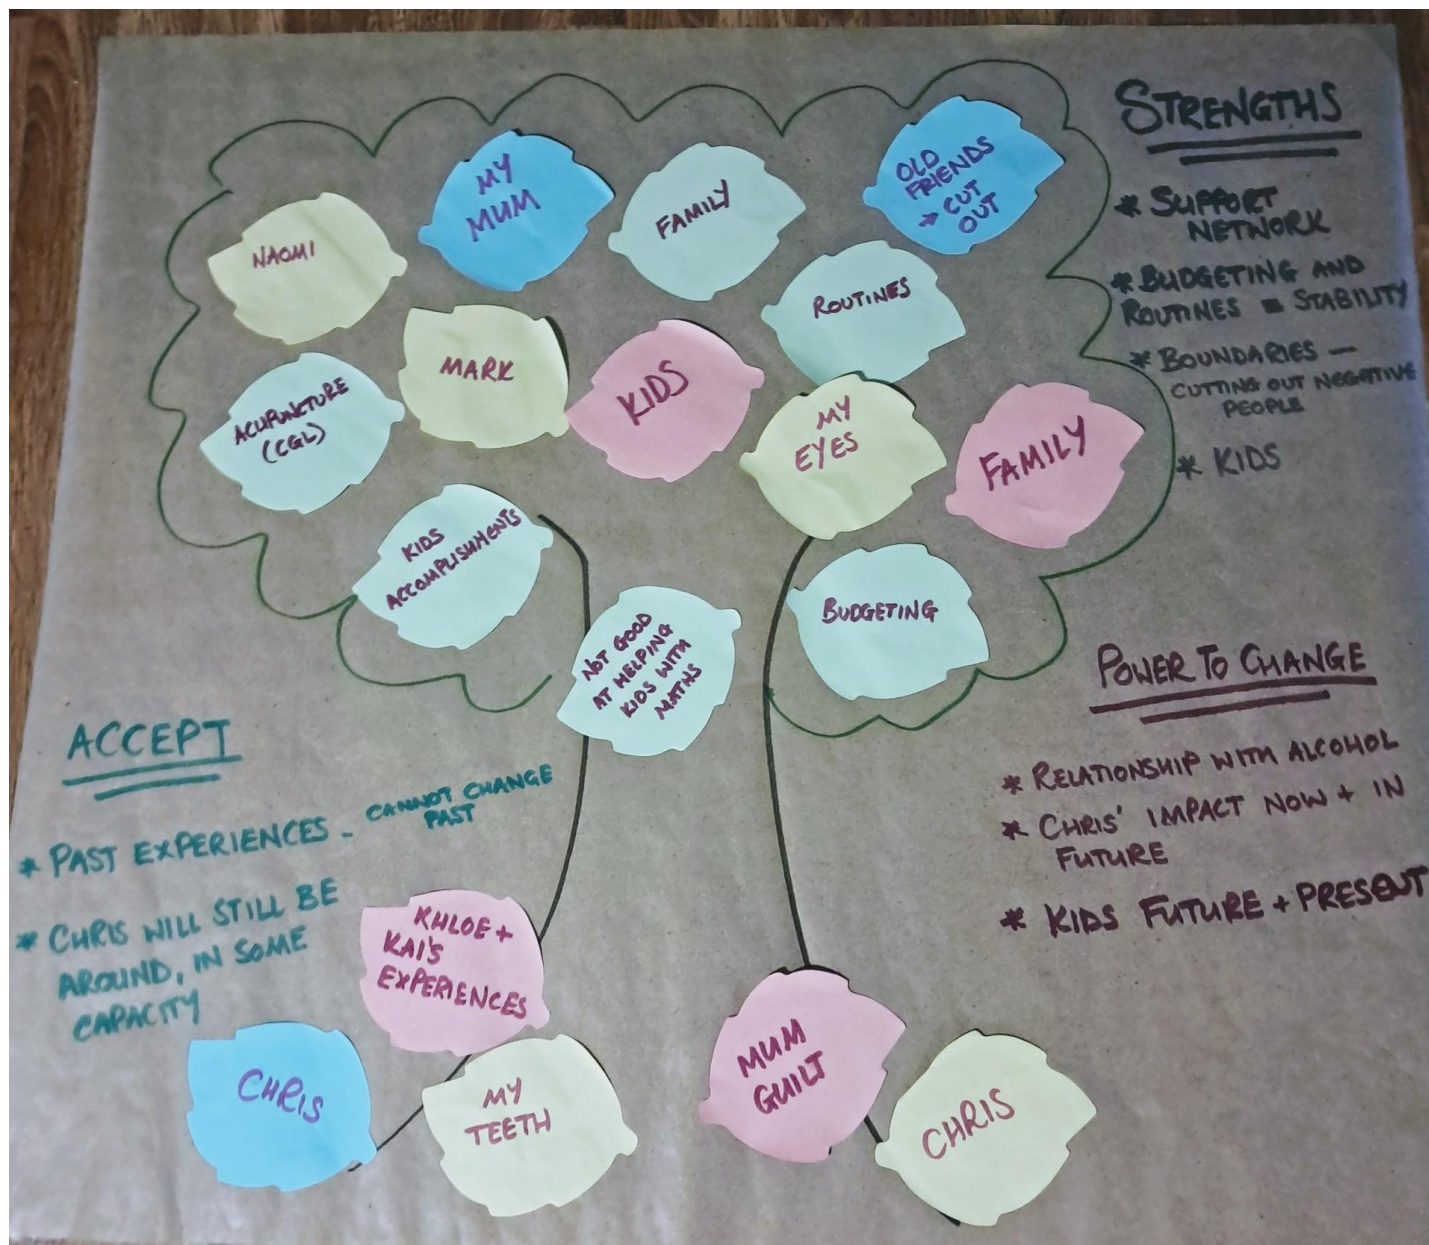 STRENGTHS
* SUPPORT
NETWORK
* BUDGETING AND
ROUTINES = STABILITY
* BOUNDARIES —
CUTTING OUT NEGATIVE
PEOPLE
* KIDS
MY
MUM
FAMILY
OLD
FRIENDS
→ CUT
OUT
NAOMI
ROUTINES
MARK
KIDS
ACUPUNCTURE
(CGL)
MY
EYES
FAMILY
KIDS
ACCOMPLISHMENTS
NOT GOOD
AT HELPING
KIDS WITH
MATHS
BUDGETING
POWER TO CHANGE
* RELATIONSHIP WITH ALCOHOL
* CHRIS' IMPACT NOW + IN
FUTURE
* KIDS FUTURE + PRESENT
ACCEPT
* PAST EXPERIENCES - CANNOT CHANGE
PAST
* CHRIS WILL STILL BE
AROUND, IN SOME
CAPACITY
KHLOE +
KAI'S
EXPERIENCES
CHRIS
MY
TEETH
MUM
GUILT
CHRIS